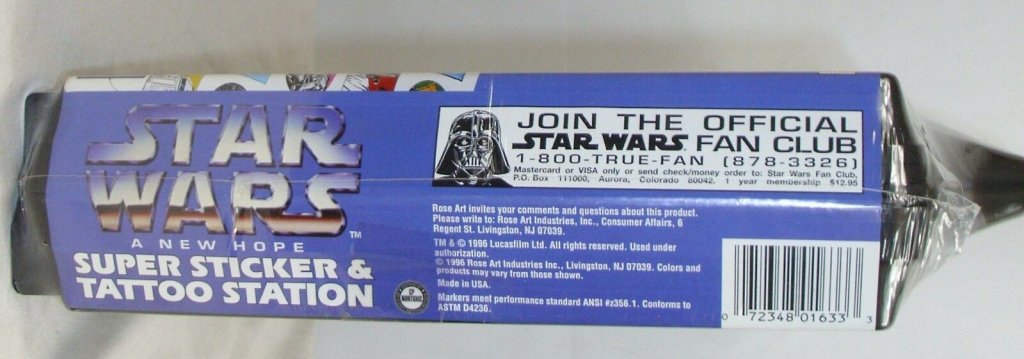 STAR
WARS
TM
A NEW HOPE
SUPER STICKER &
TATTOO STATION
CP
NONTOXIC
JOIN THE OFFICIAL
STAR WARS FAN CLUB
1-800-TRUE-FAN (878-3326)
Mastercard or VISA only or send check/money order to: Star Wars Fan Club,
P.O. Box 111000, Aurora, Colorado 80042. 1 year membership $12.95
Rose Art invites your comments and questions about this product.
Please write to: Rose Art Industries, Inc., Consumer Affairs, 6
Regent St. Livingston, NJ 07039.
TM & © 1996 Lucasfilm Ltd. All rights reserved. Used under
authorization.
© 1996 Rose Art Industries Inc., Livingston, NJ 07039. Colors and
products may vary from those shown.
Made in USA.
Markers meet performance standard ANSI #z356.1. Conforms to
ASTM D4236.
0 72348 01633 3